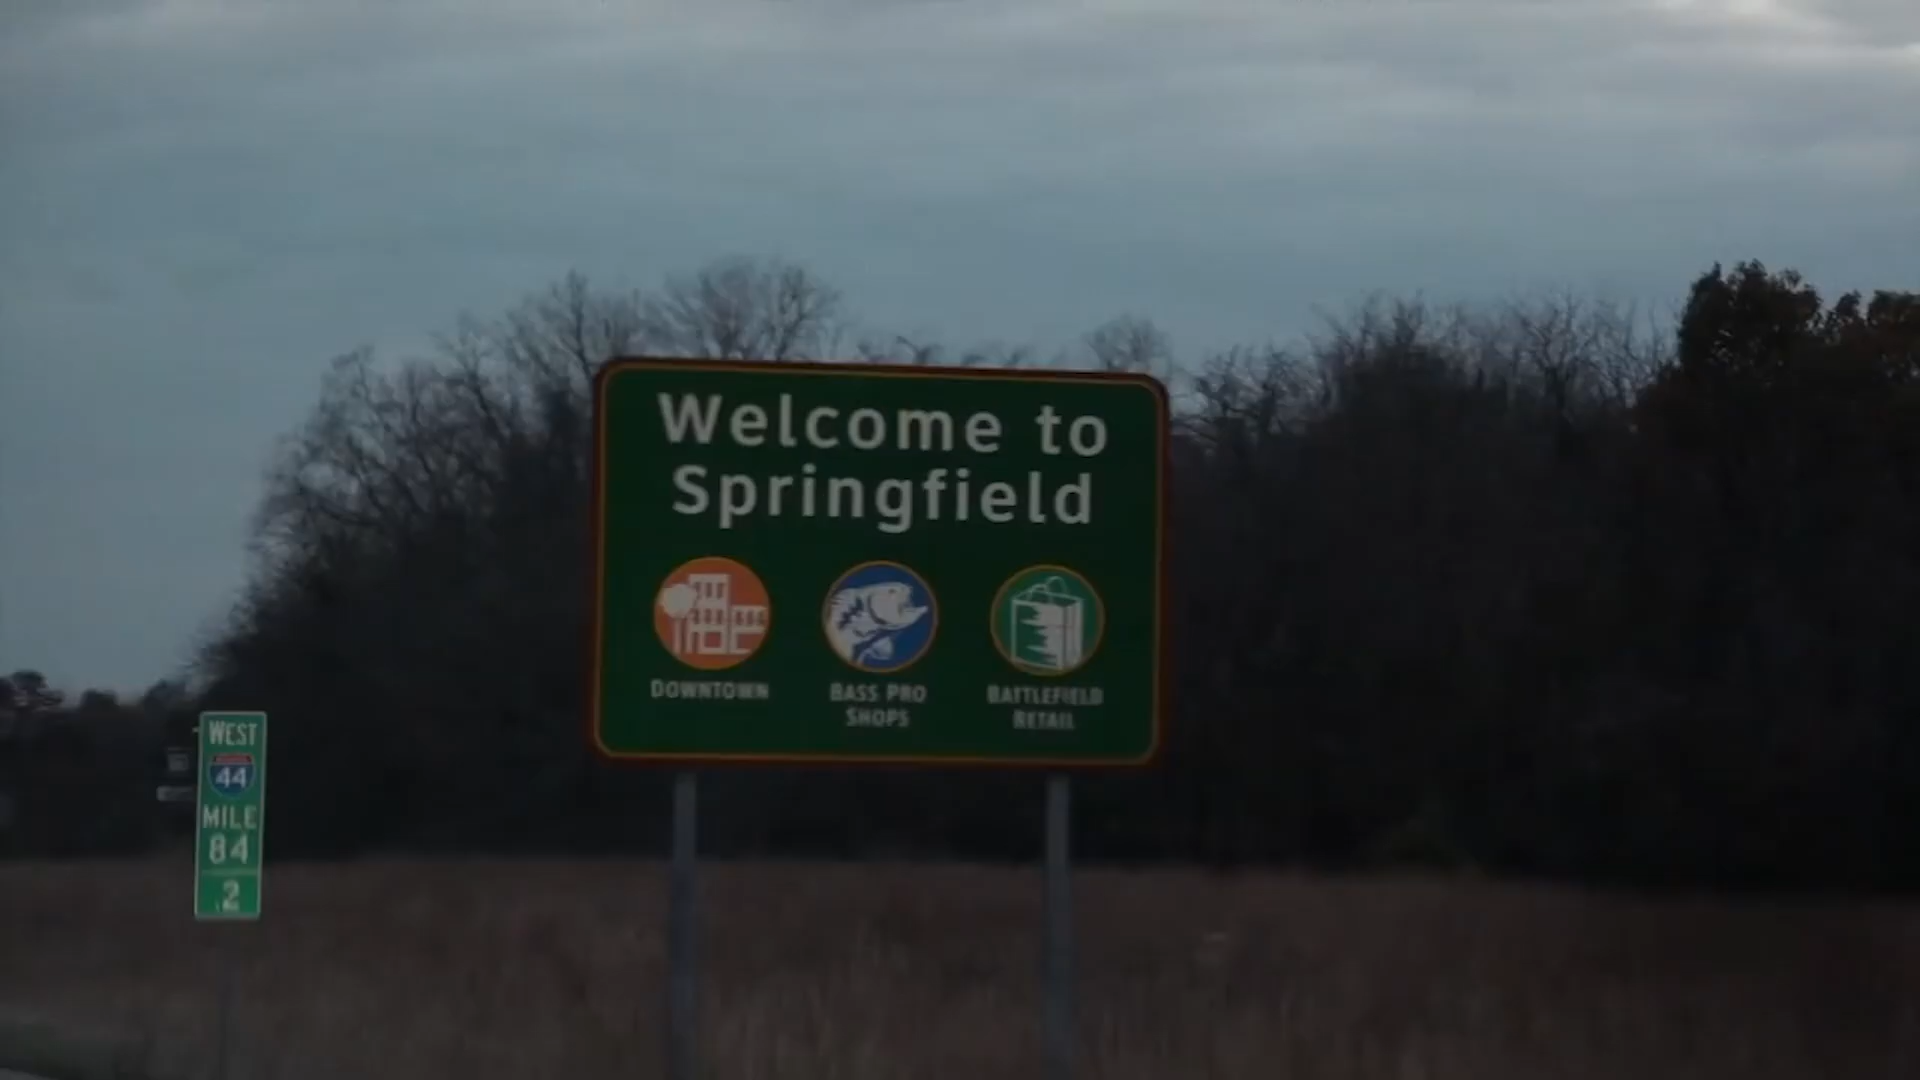 Welcome to
Springfield
DOWNTOWN
BASS PRO
SHOPS
BATTLEFIELD
RETAIL
WEST
44
MILE
84
2